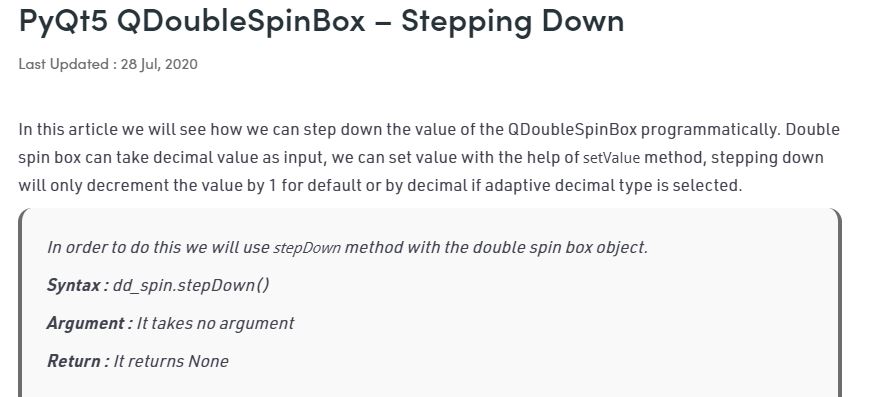 PyQt5 QDoubleSpinBox – Stepping Down
Last Updated : 28 Jul, 2020
In this article we will see how we can step down the value of the QDoubleSpinBox programmatically. Double
spin box can take decimal value as input, we can set value with the help of setValue method, stepping down
will only decrement the value by 1 for default or by decimal if adaptive decimal type is selected.
In order to do this we will use stepDown method with the double spin box object.
Syntax : dd_spin.stepDown()
Argument : It takes no argument
Return : It returns None